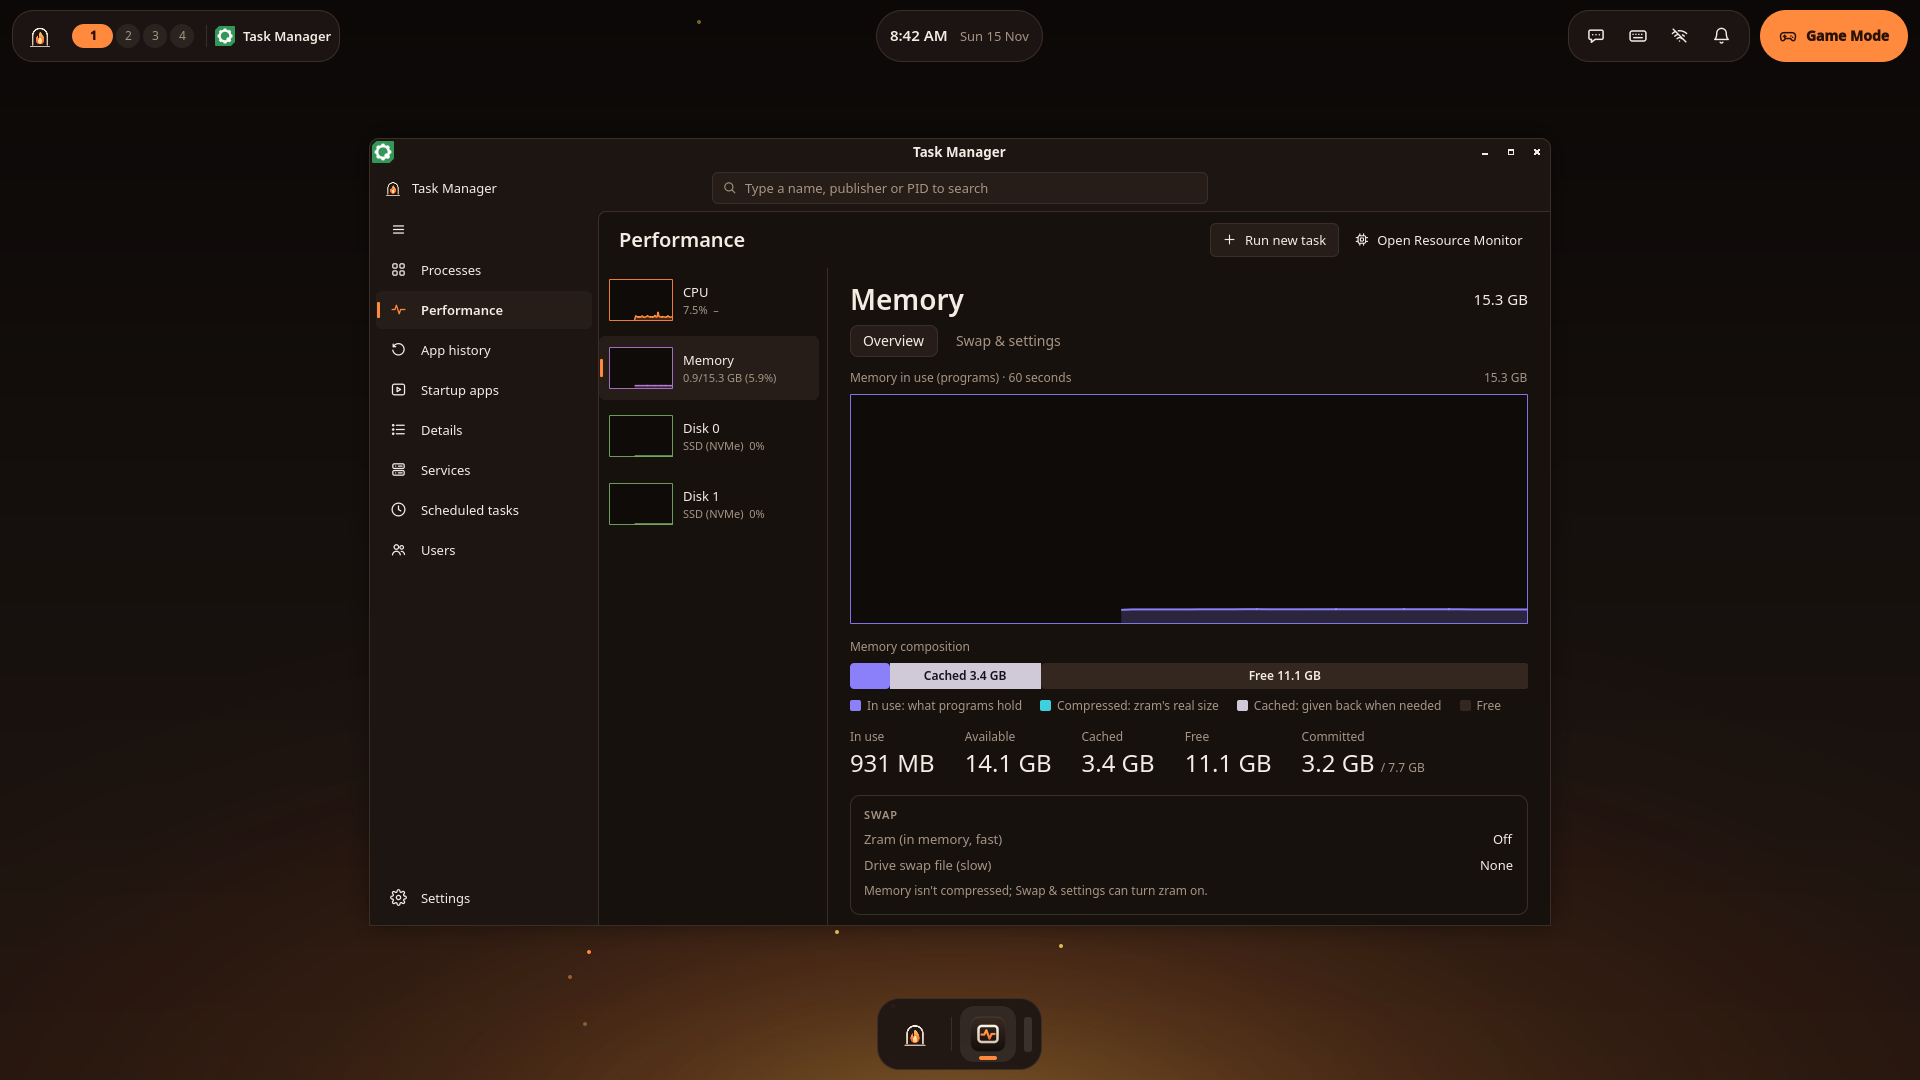 1 2 3 4 Task Manager
8:42 AM Sun 15 Nov
Game Mode
Task Manager
Task Manager
Type a name, publisher or PID to search
Performance
Run new task
Open Resource Monitor
Processes
Performance
App history
Startup apps
Details
Services
Scheduled tasks
Users
Settings
CPU
7.5% –
Memory
0.9/15.3 GB (5.9%)
Disk 0
SSD (NVMe) 0%
Disk 1
SSD (NVMe) 0%
Memory 15.3 GB
Overview Swap & settings
Memory in use (programs) · 60 seconds 15.3 GB
Memory composition
Cached 3.4 GB Free 11.1 GB
In use: what programs hold Compressed: zram's real size Cached: given back when needed Free
In use Available Cached Free Committed
931 MB 14.1 GB 3.4 GB 11.1 GB 3.2 GB / 7.7 GB
SWAP
Zram (in memory, fast) Off
Drive swap file (slow) None
Memory isn't compressed; Swap & settings can turn zram on.